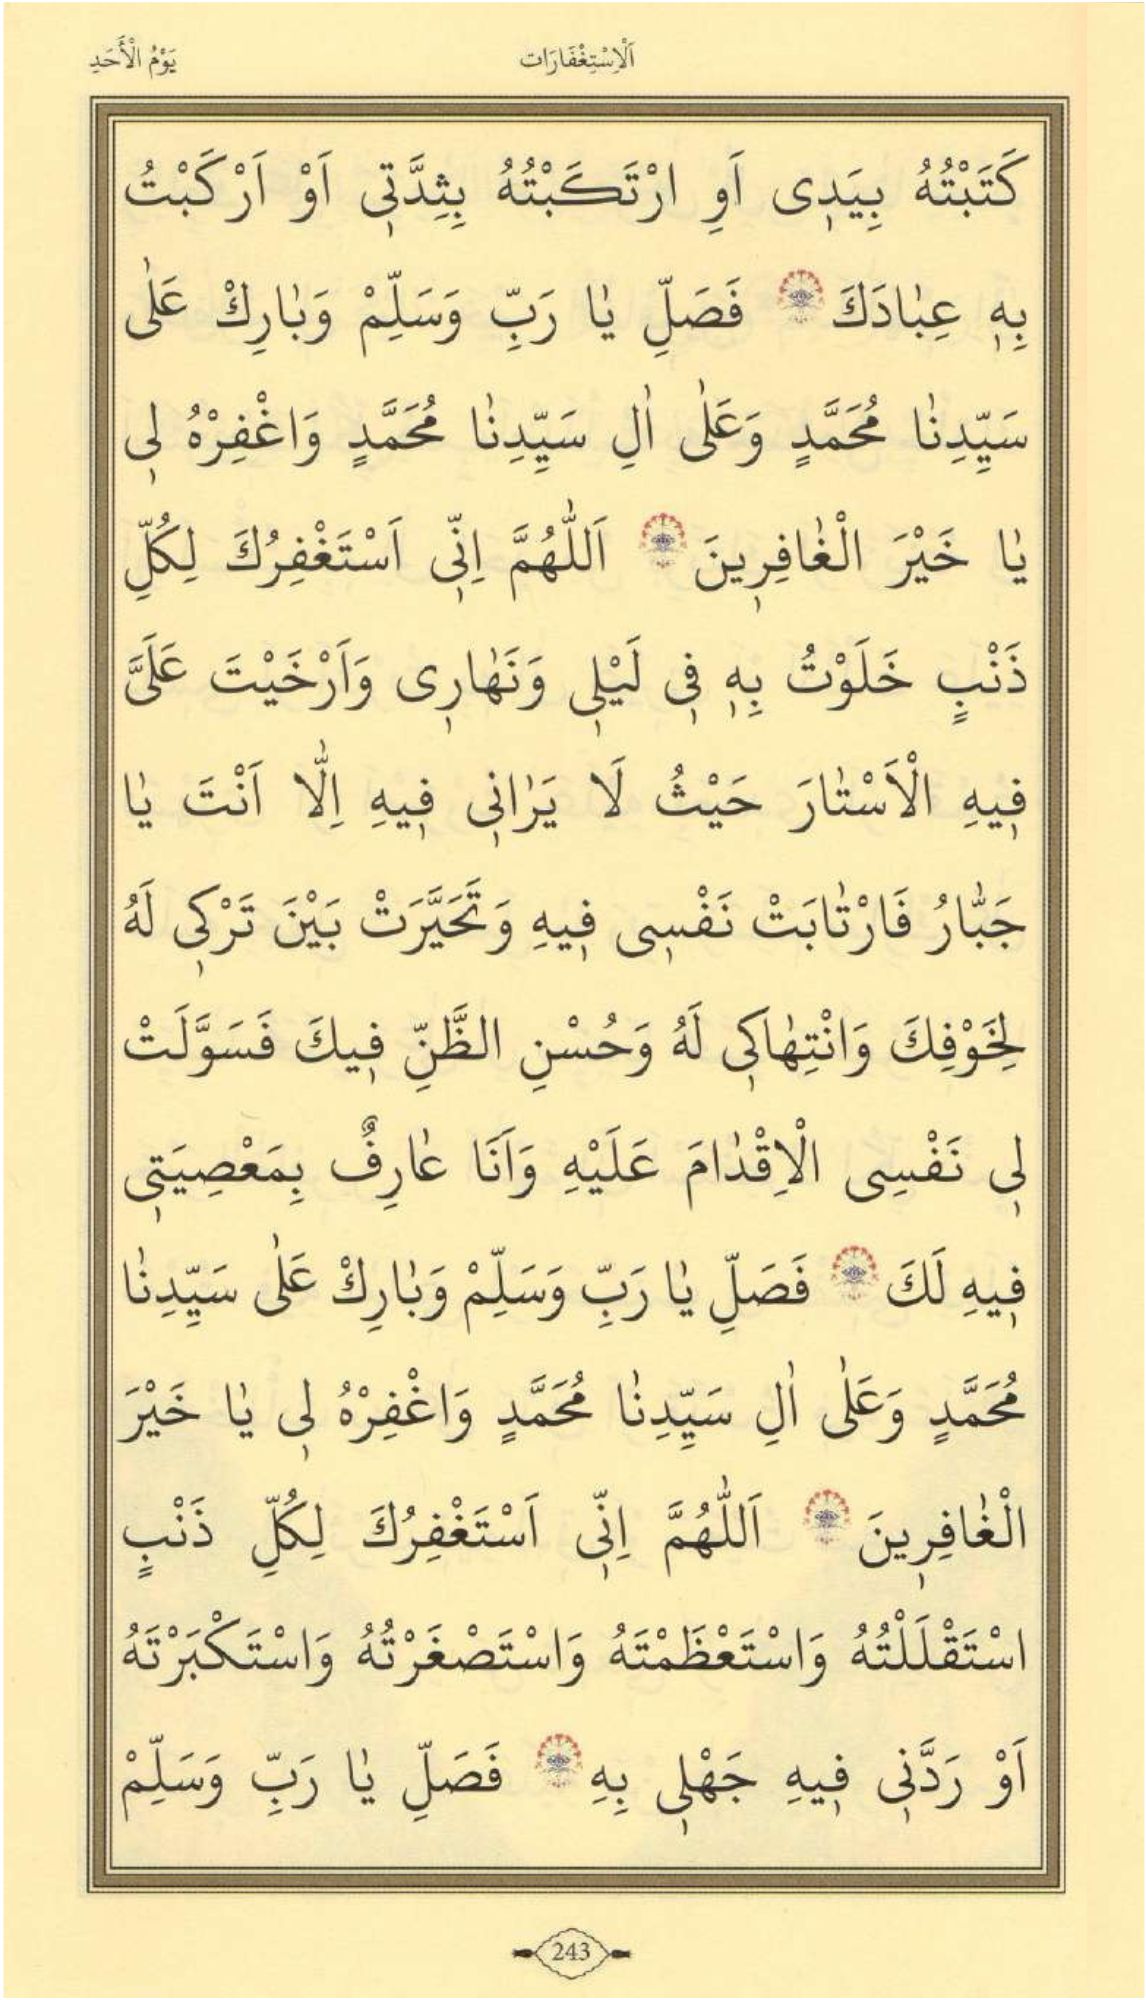 يَوْمُ الْأَحَدِ
اَلْاِسْتِغْفَارَات
كَتَبْتُهُ بِيَدٖى اَوِ ارْتَكَبْتُهُ بِثِدَّتٖى اَوْ اَرْكَبْتُ
بِهٖ عِبٰادَكَ فَصَلِّ يٰا رَبِّ وَسَلِّمْ وَبٰارِكْ عَلٰى
سَيِّدِنٰا مُحَمَّدٍ وَعَلٰى اٰلِ سَيِّدِنٰا مُحَمَّدٍ وَاغْفِرْهُ لٖى
يٰا خَيْرَ الْغٰافِرٖينَ اَللّٰهُمَّ اِنّٖى اَسْتَغْفِرُكَ لِكُلِّ
ذَنْبٍ خَلَوْتُ بِهٖ فٖى لَيْلٖى وَنَهٰارٖى وَاَرْخَيْتَ عَلَىَّ
فٖيهِ الْاَسْتٰارَ حَيْثُ لَا يَرٰانٖى فٖيهِ اِلّٰا اَنْتَ يٰا
جَبّٰارُ فَارْتٰابَتْ نَفْسٖى فٖيهِ وَتَحَيَّرَتْ بَيْنَ تَرْكٖى لَهُ
لِخَوْفِكَ وَانْتِهٰاكٖى لَهُ وَحُسْنِ الظَّنِّ فٖيكَ فَسَوَّلَتْ
لٖى نَفْسِى الْاِقْدٰامَ عَلَيْهِ وَاَنَا عٰارِفٌ بِمَعْصِيَتٖى
فٖيهِ لَكَ فَصَلِّ يٰا رَبِّ وَسَلِّمْ وَبٰارِكْ عَلٰى سَيِّدِنٰا
مُحَمَّدٍ وَعَلٰى اٰلِ سَيِّدِنٰا مُحَمَّدٍ وَاغْفِرْهُ لٖى يٰا خَيْرَ
الْغٰافِرٖينَ اَللّٰهُمَّ اِنّٖى اَسْتَغْفِرُكَ لِكُلِّ ذَنْبٍ
اسْتَقْلَلْتُهُ وَاسْتَعْظَمْتَهُ وَاسْتَصْغَرْتُهُ وَاسْتَكْبَرْتَهُ
اَوْ رَدَّنٖى فٖيهِ جَهْلٖى بِهِ فَصَلِّ يٰا رَبِّ وَسَلِّمْ
243